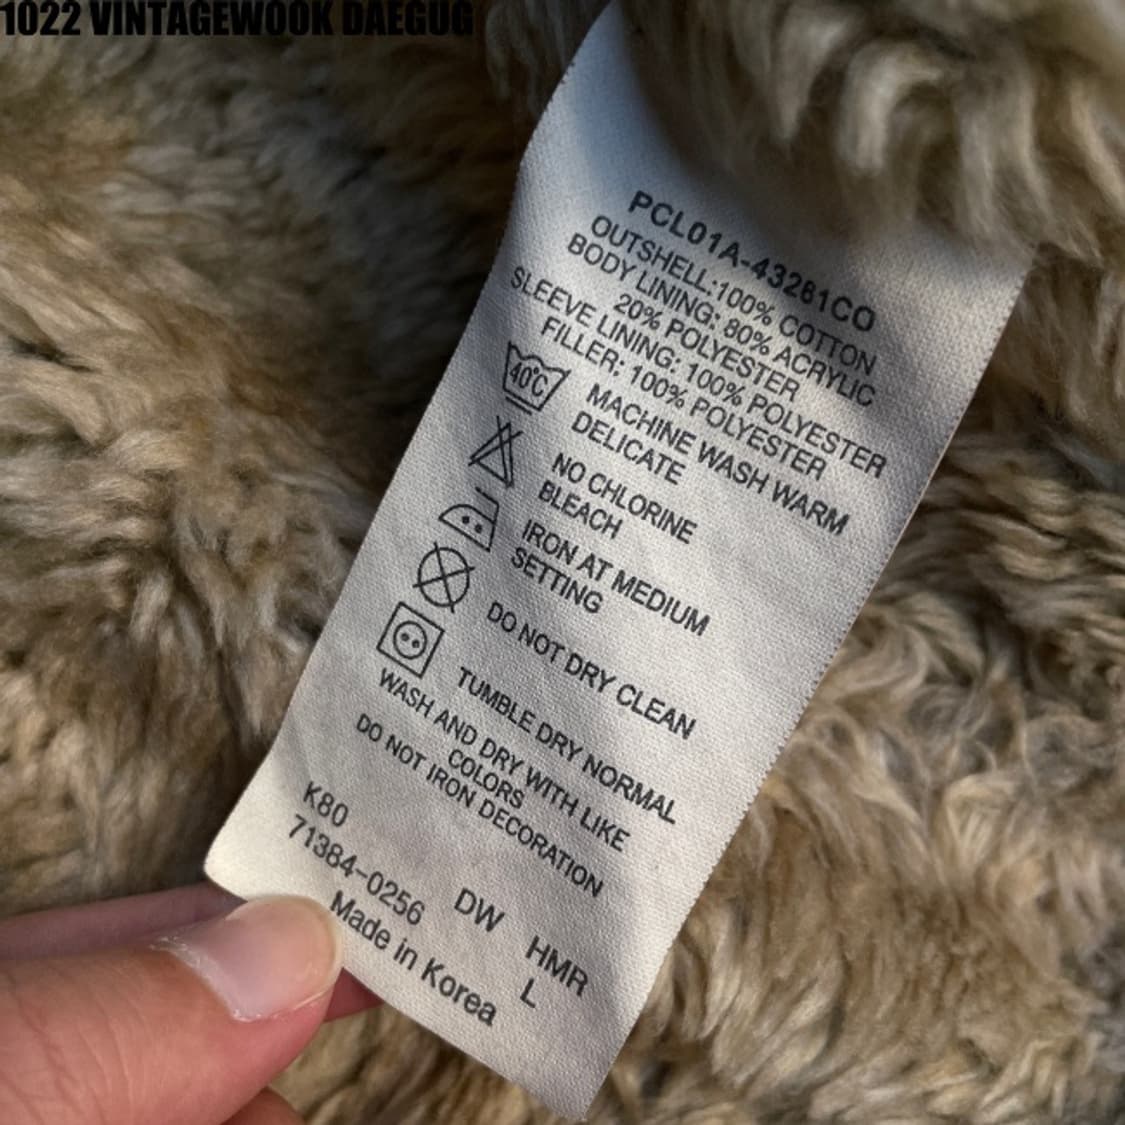 1022 VINTAGEWOOK DAEGUG
PCL01A-43261CO
OUTSHELL:100% COTTON
BODY LINING: 80% ACRYLIC
20% POLYESTER
SLEEVE LINING: 100% POLYESTER
FILLER: 100% POLYESTER
40°C
MACHINE WASH WARM
DELICATE
NO CHLORINE
BLEACH
IRON AT MEDIUM
SETTING
DO NOT DRY CLEAN
TUMBLE DRY NORMAL
WASH AND DRY WITH LIKE
COLORS
DO NOT IRON DECORATION
K80
71384-0256 DW HMR
Made in Korea L